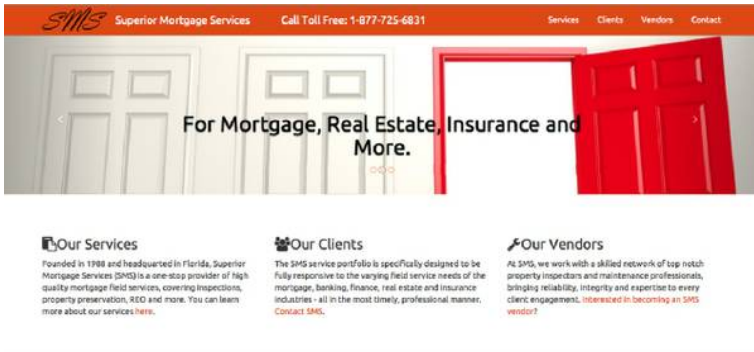 SMS Superior Mortgage Services Call Toll Free: 1-877-725-6831 Services Clients Vendors Contact
For Mortgage, Real Estate, Insurance and
More.
Our Services
Founded in 1988 and headquarted in Florida, Superior
Mortgage Services (SMS) is a one-stop provider of high
quality mortgage field services, covering inspections,
property preservation, REO and more. You can learn
more about our services here.
Our Clients
The SMS service portfolio is specifically designed to be
fully responsive to the varying field service needs of the
mortgage, banking, finance, real estate and insurance
industries - all in the most timely, professional manner.
Contact SMS.
Our Vendors
At SMS, we work with a skilled network of top notch
property inspectors and maintenance professionals,
bringing reliability, integrity and expertise to every
client engagement. Interested in becoming an SMS
vendor?